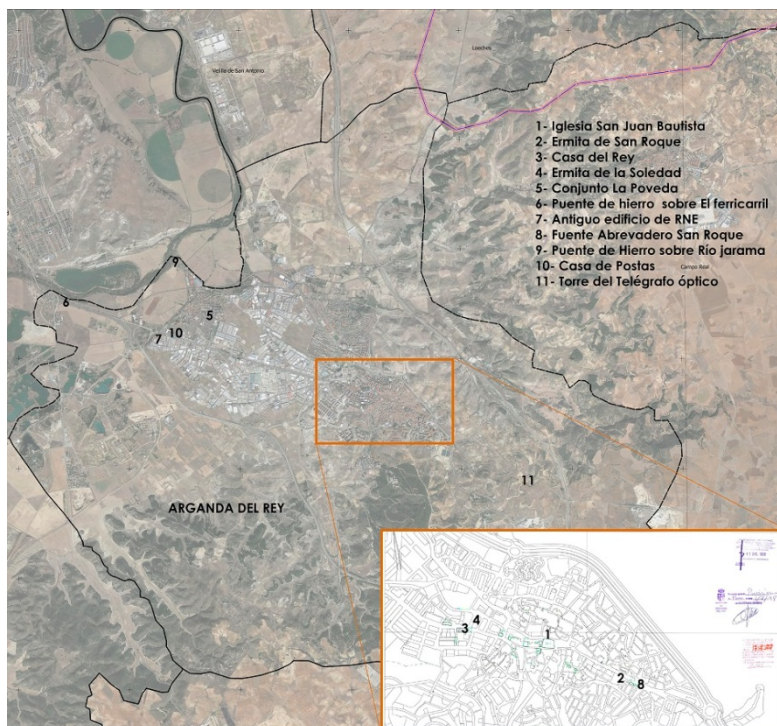 Velilla de San Antonio
Loeches
1- Iglesia San Juan Bautista
2- Ermita de San Roque
3- Casa del Rey
4- Ermita de la Soledad
5- Conjunto La Poveda
6- Puente de hierro sobre El ferricarril
7- Antiguo edificio de RNE
8- Fuente Abrevadero San Roque
9- Puente de Hierro sobre Río jarama
10- Casa de Postas
11- Torre del Telégrafo óptico
Campo Real
9
6
5
10
7
11
ARGANDA DEL REY
4
3
1
2
8